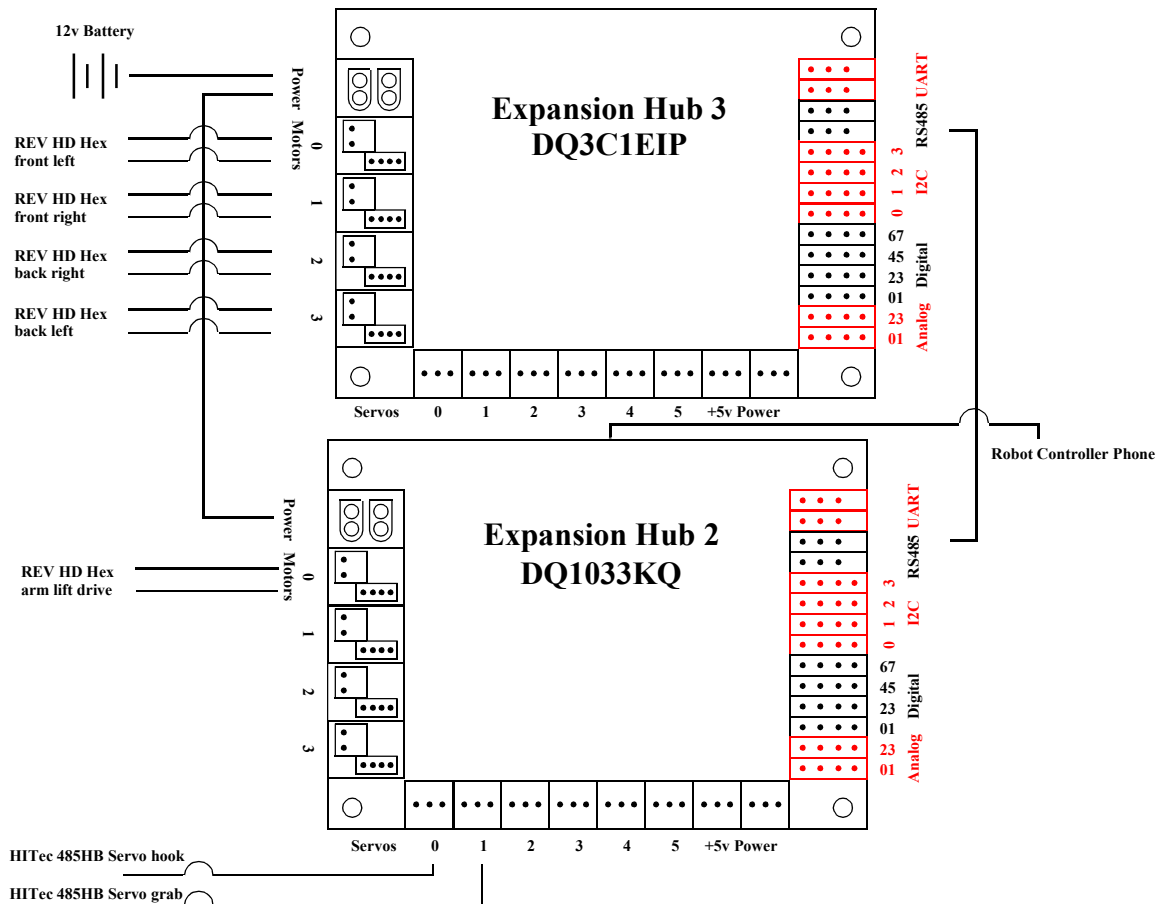 12v Battery
Power
Motors
REV HD Hex
front left
REV HD Hex
front right
REV HD Hex
back right
REV HD Hex
back left
0
1
2
3
Expansion Hub 3
DQ3C1EIP
UART
RS485
3
2
1
0
I2C
67
45
23
01
Digital
23
01
Analog
Servos 0 1 2 3 4 5 +5v Power
Robot Controller Phone
Power
Motors
REV HD Hex
arm lift drive
0
1
2
3
Expansion Hub 2
DQ1033KQ
UART
RS485
3
2
1
0
I2C
67
45
23
01
Digital
23
01
Analog
Servos 0 1 2 3 4 5 +5v Power
HITec 485HB Servo hook
HITec 485HB Servo grab